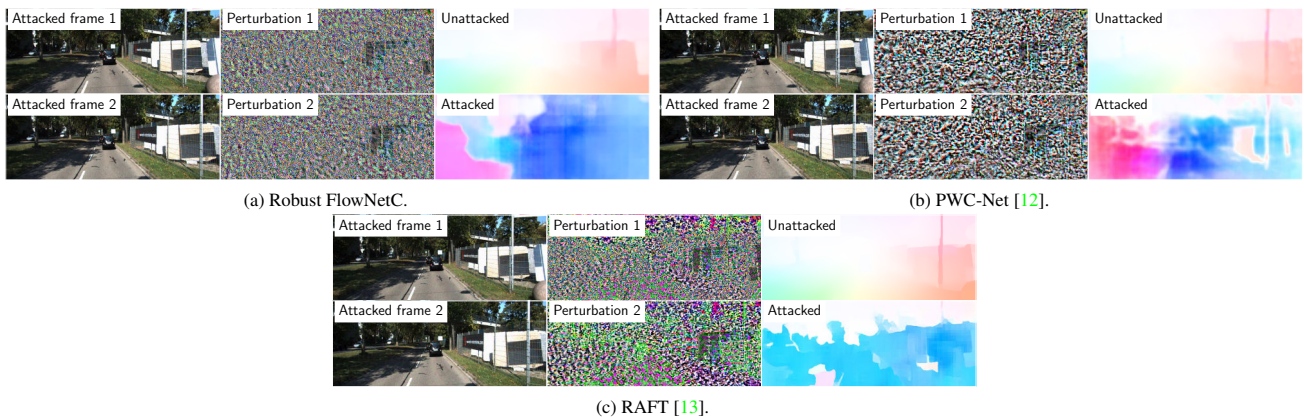 Attacked frame 1
Perturbation 1
Unattacked
Attacked frame 2
Perturbation 2
Attacked
(a) Robust FlowNetC.
Attacked frame 1
Perturbation 1
Unattacked
Attacked frame 2
Perturbation 2
Attacked
(b) PWC-Net [12].
Attacked frame 1
Perturbation 1
Unattacked
Attacked frame 2
Perturbation 2
Attacked
(c) RAFT [13].